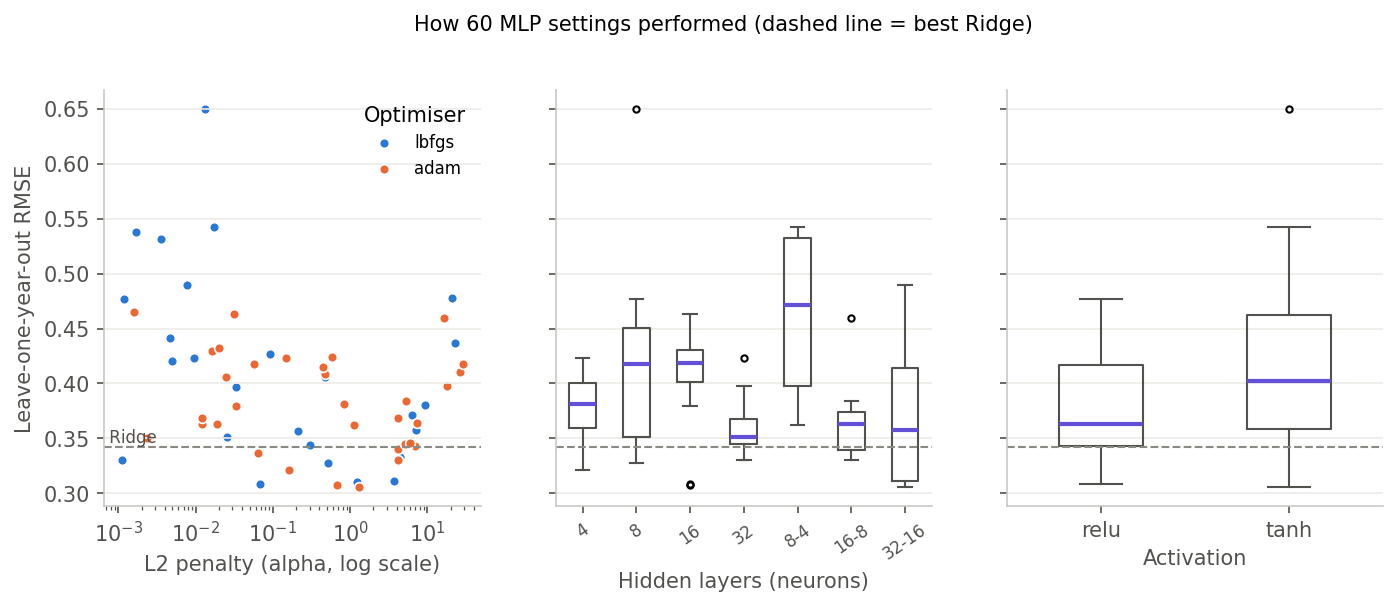 How 60 MLP settings performed (dashed line = best Ridge)
Leave-one-year-out RMSE
0.65
0.60
0.55
0.50
0.45
0.40
0.35
0.30
Optimiser
lbfgs
adam
Ridge
10⁻³ 10⁻² 10⁻¹ 10⁰ 10¹
L2 penalty (alpha, log scale)
4 8 16 32 8-4 16-8 32-16
Hidden layers (neurons)
relu tanh
Activation